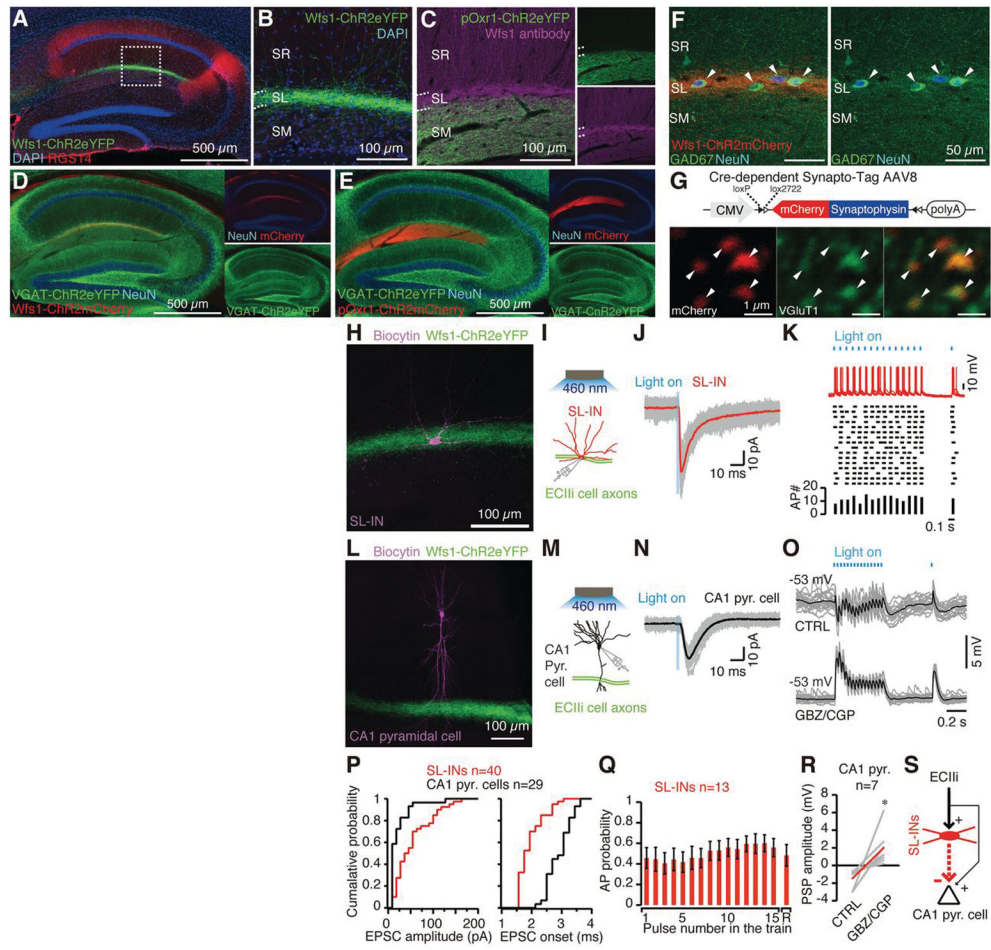 A
Wfs1-ChR2eYFP
DAPI RGS14
500 µm
B
Wfs1-ChR2eYFP
DAPI
SR
SL
SM
100 µm
C
pOxr1-ChR2eYFP
Wfs1 antibody
SR
SL
SM
100 µm
D
VGAT-ChR2eYFP NeuN
Wfs1-ChR2mCherry
500 µm
NeuN mCherry
VGAT-ChR2eYFP
E
VGAT-ChR2eYFP NeuN
pOxr1-ChR2mCherry
500 µm
NeuN mCherry
VGAT-ChR2eYFP
F
SR
SL
SM
Wfs1-ChR2mCherry
GAD67 NeuN
SR
SL
SM
GAD67 NeuN
50 µm
G
Cre-dependent Synapto-Tag AAV8
loxP
lox2722
CMV
mCherry
Synaptophysin
polyA
mCherry
1 µm
VGluT1
H
Biocytin Wfs1-ChR2eYFP
SL-IN
100 µm
I
460 nm
SL-IN
ECIIi cell axons
J
Light on
SL-IN
10 ms
10 pA
K
Light on
10 mV
AP#
20
10
0
0.1 s
L
Biocytin Wfs1-ChR2eYFP
CA1 pyramidal cell
100 µm
M
460 nm
CA1
Pyr.
cell
ECIIi cell axons
N
Light on
CA1 pyr. cell
10 ms
10 pA
O
Light on
-53 mV
CTRL
-53 mV
GBZ/CGP
5 mV
0.2 s
P
SL-INs n=40
CA1 pyr. cells n=29
Cumulative probability
1
0.8
0.6
0.4
0.2
0
0 100 200
EPSC amplitude (pA)
1 2 3 4
EPSC onset (ms)
Q
SL-INs n=13
AP probability
1
0.8
0.6
0.4
0.2
0
1 5 10 15 R
Pulse number in the train
R
CA1 pyr.
n=7
*
PSP amplitude (mV)
8
6
4
2
0
-2
-4
CTRL
GBZ/CGP
S
ECIIi
+
SL-INs
-
+
CA1 pyr. cell